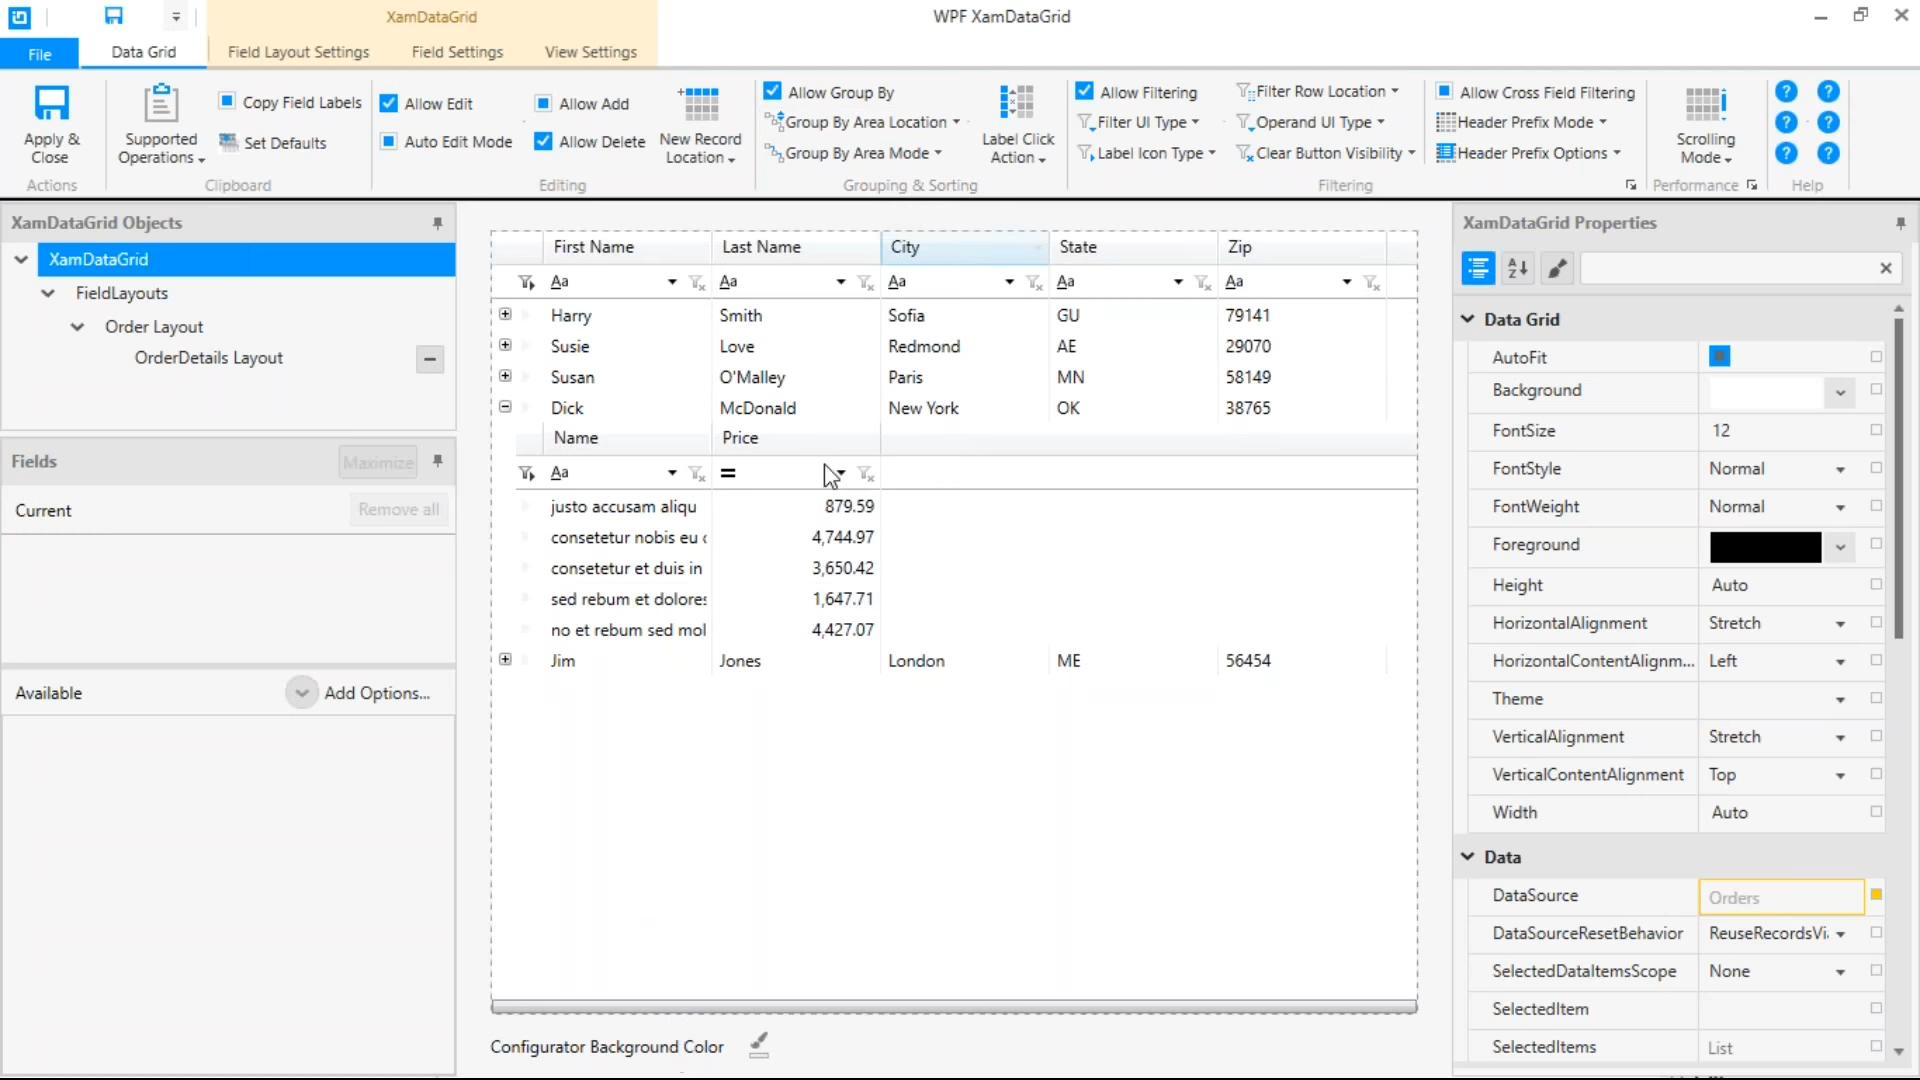 XamDataGrid
WPF XamDataGrid
File
Data Grid
Field Layout Settings
Field Settings
View Settings
Apply &
Close
Actions
Supported
Operations
Copy Field Labels
Set Defaults
Clipboard
Allow Edit
Auto Edit Mode
Allow Add
Allow Delete
New Record
Location
Editing
Allow Group By
Group By Area Location
Group By Area Mode
Label Click
Action
Grouping & Sorting
Allow Filtering
Filter UI Type
Label Icon Type
Filter Row Location
Operand UI Type
Clear Button Visibility
Allow Cross Field Filtering
Header Prefix Mode
Header Prefix Options
Filtering
Scrolling
Mode
Performance
Help
XamDataGrid Objects
XamDataGrid
FieldLayouts
Order Layout
OrderDetails Layout
Fields
Maximize
Current
Remove all
Available
Add Options...
First Name Last Name City State Zip
Aa Aa Aa Aa Aa
Harry Smith Sofia GU 79141
Susie Love Redmond AE 29070
Susan O'Malley Paris MN 58149
Dick McDonald New York OK 38765
Name Price
Aa =
justo accusam aliqu 879.59
consetetur nobis eu 4,744.97
consetetur et duis in 3,650.42
sed rebum et dolores 1,647.71
no et rebum sed mol 4,427.07
Jim Jones London ME 56454
Configurator Background Color
XamDataGrid Properties
Data Grid
AutoFit
Background
FontSize 12
FontStyle Normal
FontWeight Normal
Foreground
Height Auto
HorizontalAlignment Stretch
HorizontalContentAlignm... Left
Theme
VerticalAlignment Stretch
VerticalContentAlignment Top
Width Auto
Data
DataSource Orders
DataSourceResetBehavior ReuseRecordsVi
SelectedDataItemsScope None
SelectedItem
SelectedItems List